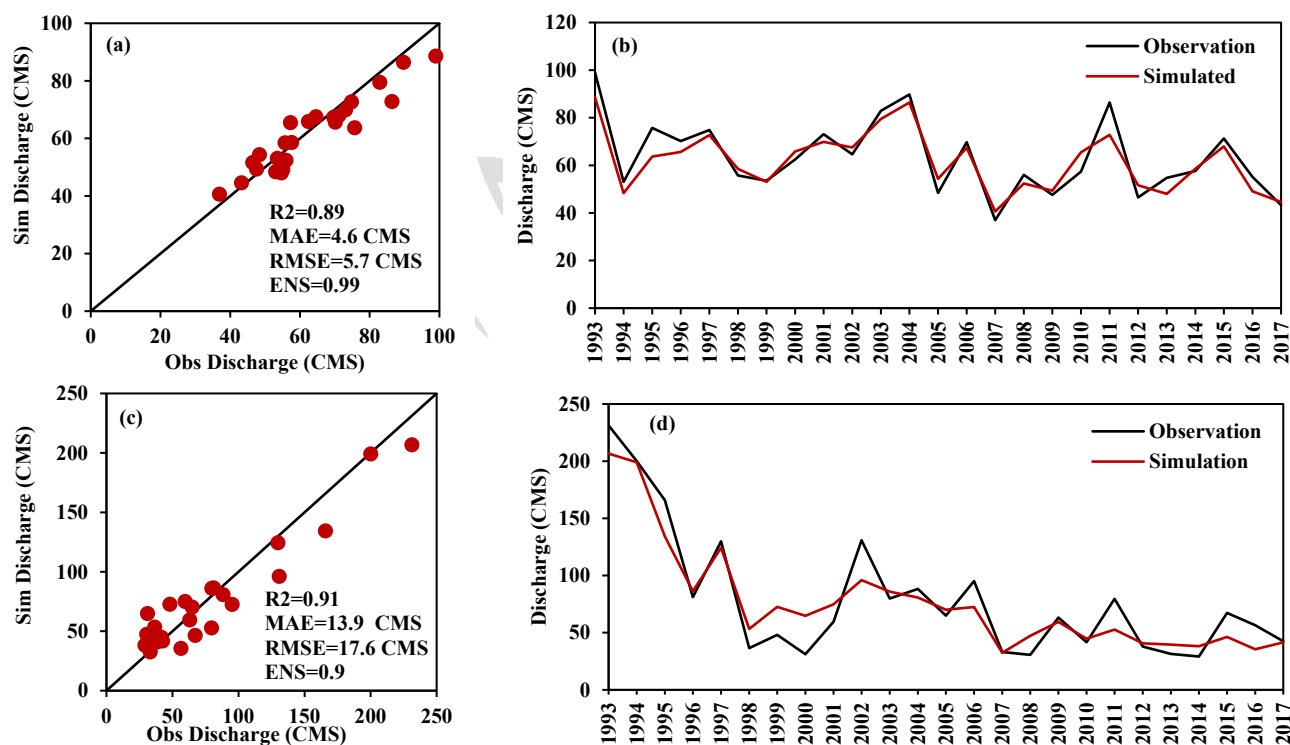 (a)
100
80
60
40
20
0
Sim Discharge (CMS)
R2=0.89
MAE=4.6 CMS
RMSE=5.7 CMS
ENS=0.99
0 20 40 60 80 100
Obs Discharge (CMS)
(b)
Observation
Simulated
120
100
80
60
40
20
0
Discharge (CMS)
1993 1994 1995 1996 1997 1998 1999 2000 2001 2002 2003 2004 2005 2006 2007 2008 2009 2010 2011 2012 2013 2014 2015 2016 2017
(c)
250
200
150
100
50
0
Sim Discharge (CMS)
R2=0.91
MAE=13.9 CMS
RMSE=17.6 CMS
ENS=0.9
0 50 100 150 200 250
Obs Discharge (CMS)
(d)
Observation
Simulation
250
200
150
100
50
0
Discharge (CMS)
1993 1994 1995 1996 1997 1998 1999 2000 2001 2002 2003 2004 2005 2006 2007 2008 2009 2010 2011 2012 2013 2014 2015 2016 2017